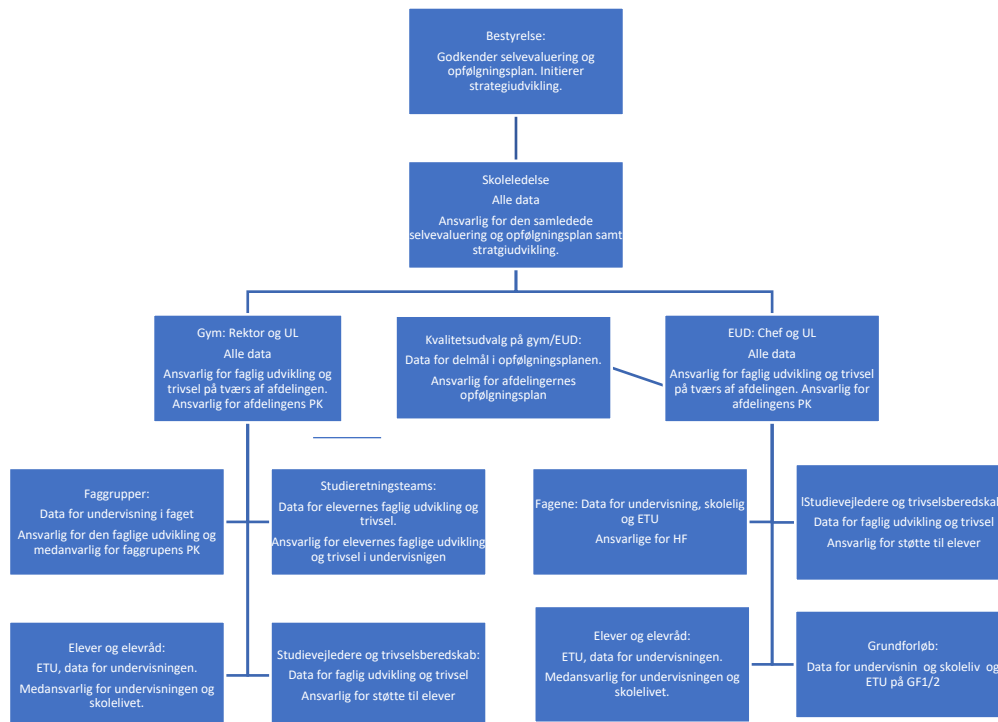 Bestyrelse:
Godkender selvevaluering og
opfølgningsplan. Initierer
strategiudvikling.
Skoleledelse
Alle data
Ansvarlig for den samledede
selvevaluering og opfølgningsplan samt
stratgiudvikling.
Gym: Rektor og UL
Alle data
Ansvarlig for faglig udvikling og
trivsel på tværs af afdelingen.
Ansvarlig for afdelingens PK
Kvalitetsudvalg på gym/EUD:
Data for delmål i opfølgningsplanen.
Ansvarlig for afdelingernes
opfølgningsplan
EUD: Chef og UL
Alle data
Ansvarlig for faglig udvikling og trivsel
på tværs af afdelingen. Ansvarlig for
afdelingens PK
Faggrupper:
Data for undervisning i faget
Ansvarlig for den faglige udvikling og
medanvarlig for faggrupens PK
Studieretningsteams:
Data for elevernes faglig udvikling og
trivsel.
Ansvarlig for elevernes faglige udvikling
og trivsel i undervisnigen
Fagene: Data for undervisning, skolelig
og ETU
Ansvarlige for HF
lStudievejledere og trivselsberedskab
Data for faglig udvikling og trivsel
Ansvarlig for støtte til elever
Elever og elevråd:
ETU, data for undervisningen.
Medansvarlig for undervisningen og
skolelivet.
Studievejledere og trivselsberedskab:
Data for faglig udvikling og trivsel
Ansvarlig for støtte til elever
Elever og elevråd:
ETU, data for undervisningen.
Medansvarlig for undervisningen og
skolelivet.
Grundforløb:
Data for undervisnin og skoleliv og
ETU på GF1/2